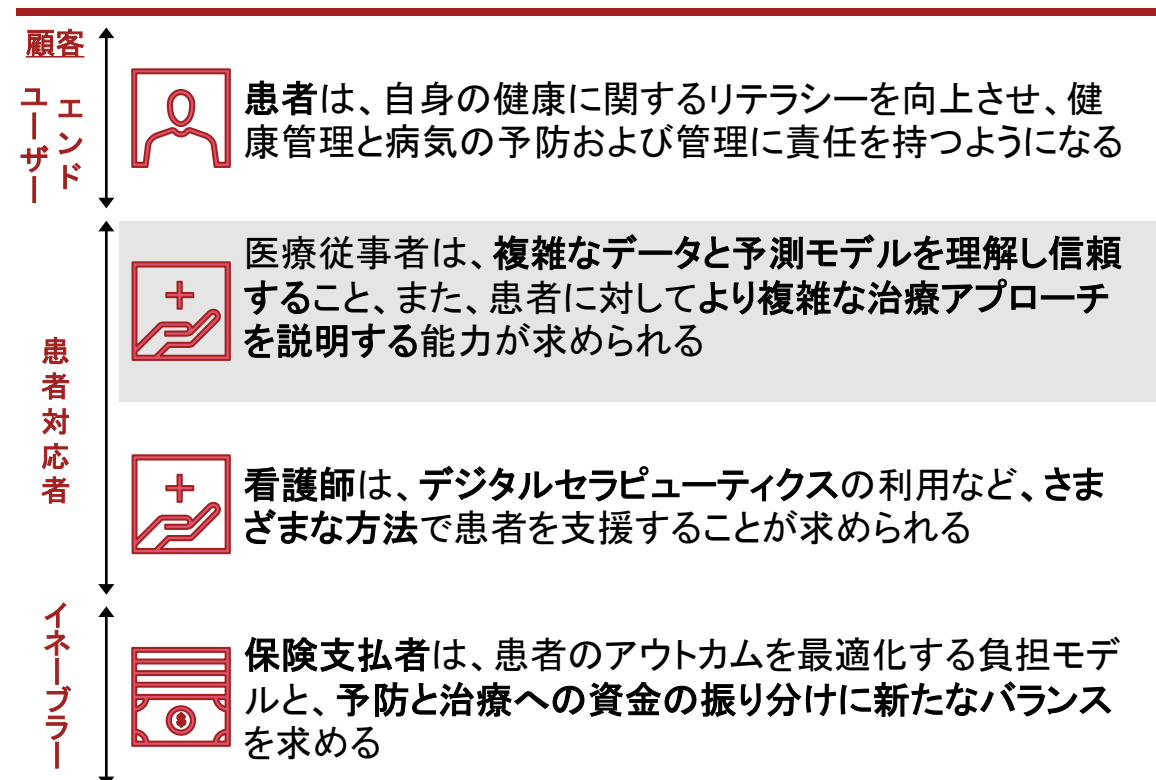 顧客
エンド
ユーザー
患者は、自身の健康に関するリテラシーを向上させ、健
康管理と病気の予防および管理に責任を持つようになる
患者対応者
医療従事者は、複雑なデータと予測モデルを理解し信頼
すること、また、患者に対してより複雑な治療アプローチ
を説明する能力が求められる
看護師は、デジタルセラピューティクスの利用など、さま
ざまな方法で患者を支援することが求められる
イネーブラー
保険支払者は、患者のアウトカムを最適化する負担モデ
ルと、予防と治療への資金の振り分けに新たなバランス
を求める
$